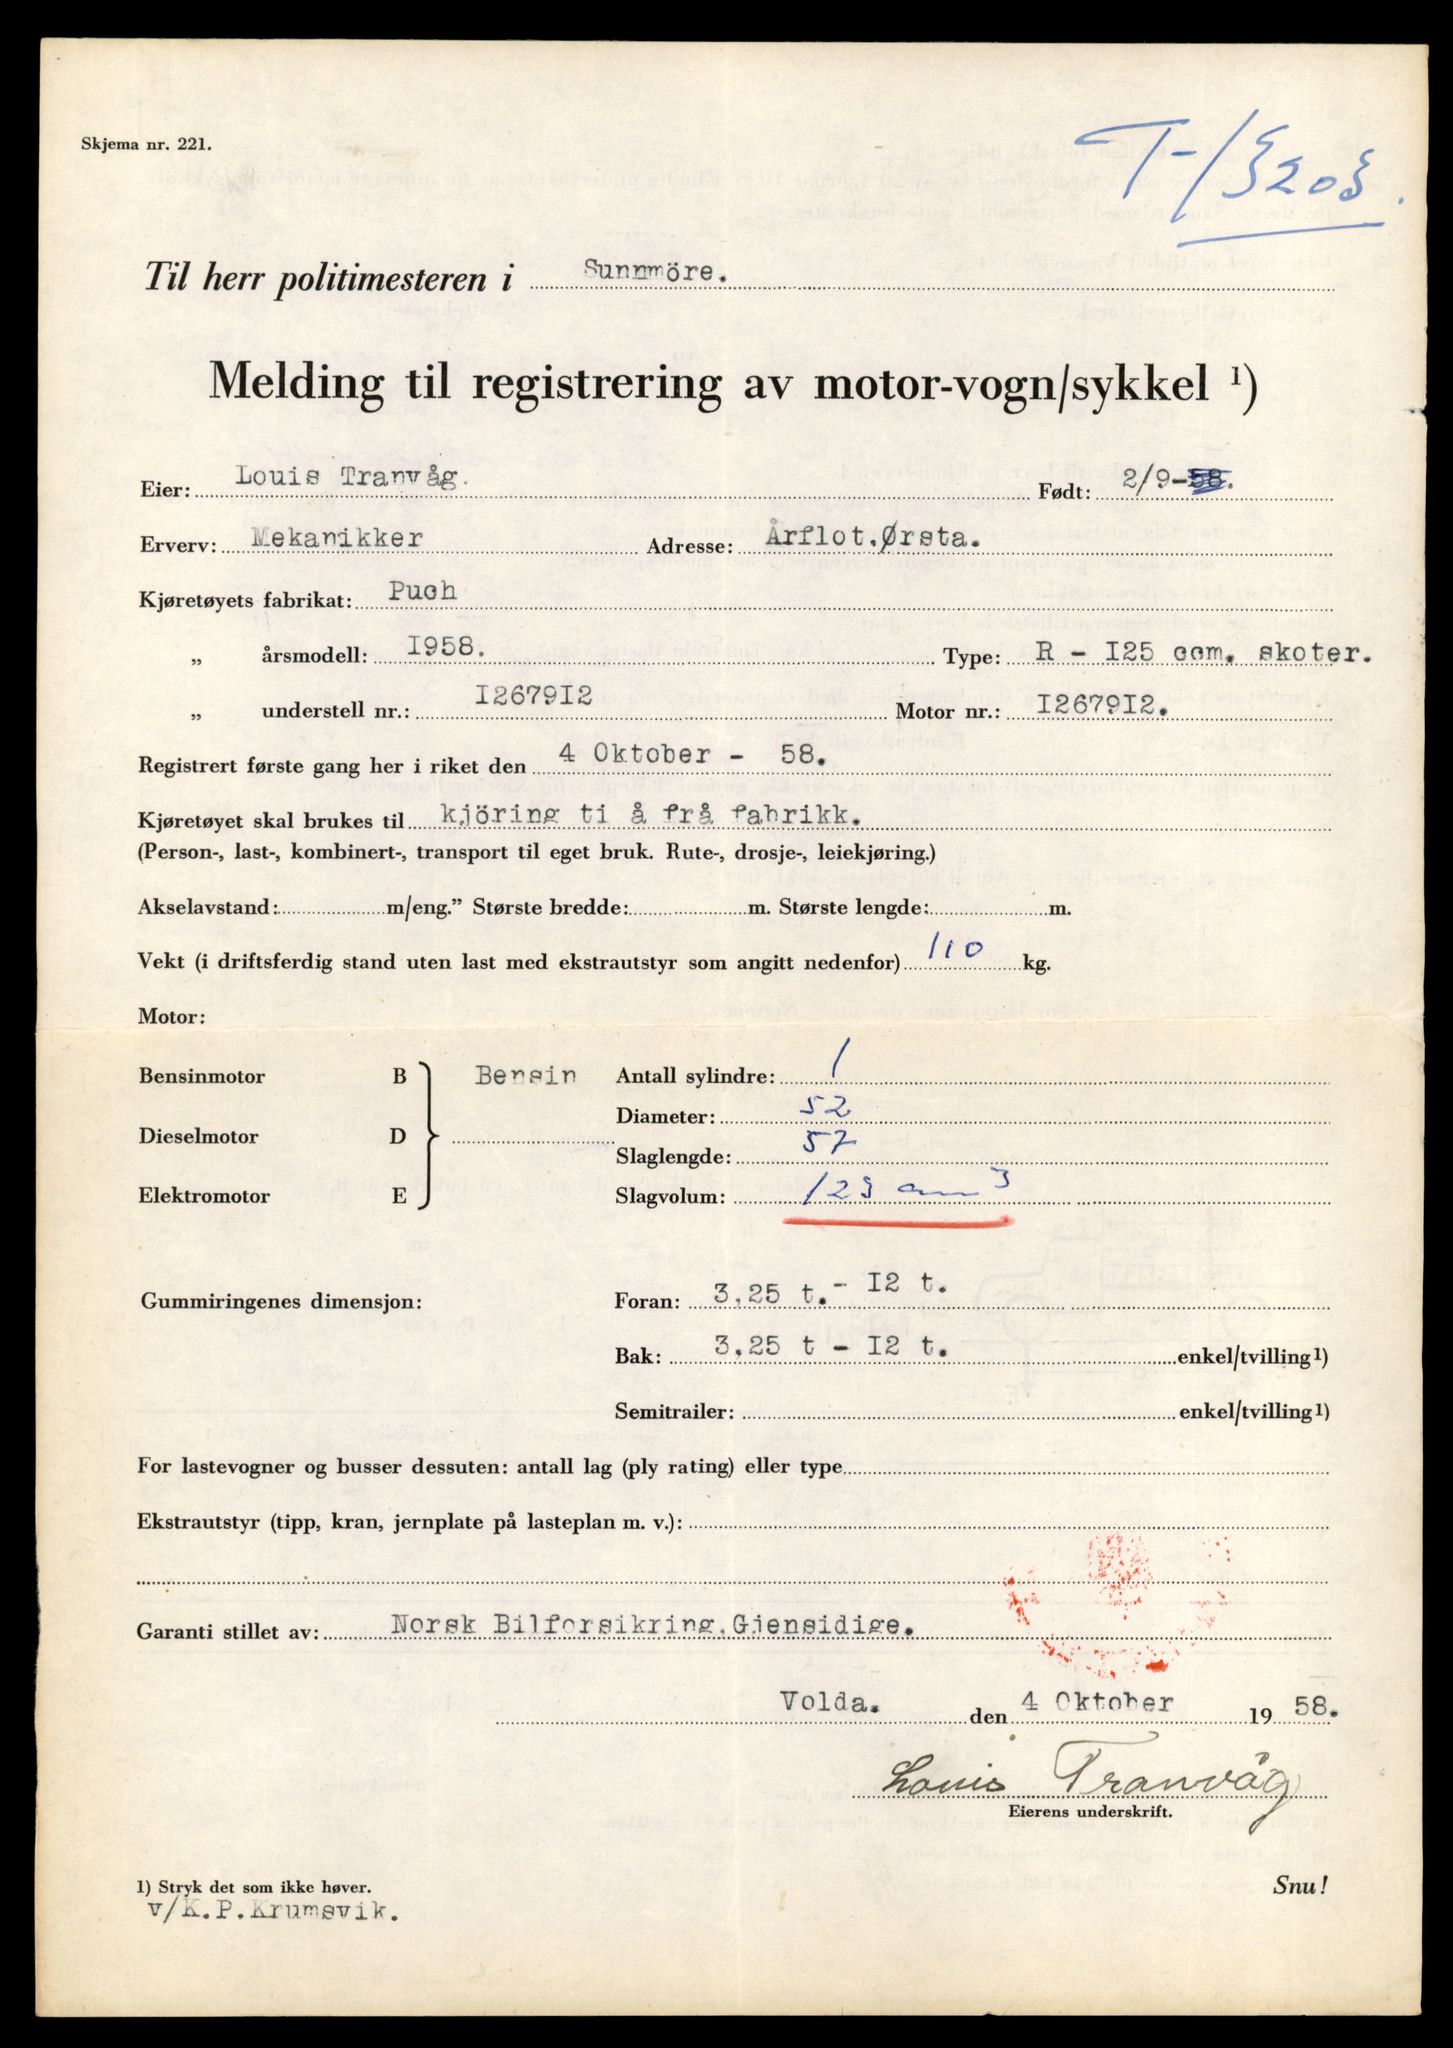 Skjema nr. 221.
T-13203.
Til herr politimesteren i Sunnmöre.
Melding til registrering av motor-vogn/sykkel ¹)
Eier: Louis Tranvåg. Født: 2/9-58.
Erverv: Mekanikker Adresse: Årflot.Ørsta.
Kjøretøyets fabrikat: Puch
„ årsmodell: I958. Type: R - I25 ccm. skoter.
„ understell nr.: I2679I2 Motor nr.: I2679I2.
Registrert første gang her i riket den 4 Oktober - 58.
Kjøretøyet skal brukes til kjöring ti å frå fabrikk.
(Person-, last-, kombinert-, transport til eget bruk. Rute-, drosje-, leiekjøring.)
Akselavstand: m/eng.” Største bredde: m. Største lengde: m.
Vekt (i driftsferdig stand uten last med ekstrautstyr som angitt nedenfor) 110 kg.
Motor:
Bensinmotor B Bensin Antall sylindre: 1
Diameter: 52
Dieselmotor D
Slaglengde: 57
Elektromotor E Slagvolum: 123 cm³
Gummiringenes dimensjon: Foran: 3,25 t.- I2 t.
Bak: 3,25 t - I2 t. enkel/tvilling¹)
Semitrailer: enkel/tvilling¹)
For lastevogner og busser dessuten: antall lag (ply rating) eller type
Ekstrautstyr (tipp, kran, jernplate på lasteplan m. v.):
Garanti stillet av: Norsk Bilforsikring.Gjensidige.
Volda. den 4 Oktober 19 58.
Louis Tranvåg
Eierens underskrift.
1) Stryk det som ikke høver. Snu!
v/K.P.Krumsvik.